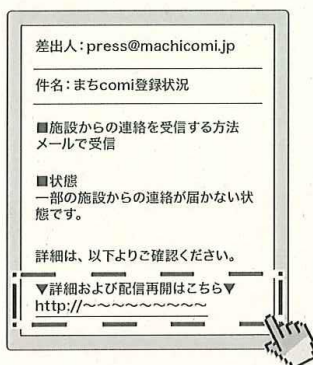 差出人：press@machicomi.jp
件名：まちcomi登録状況
■施設からの連絡を受信する方法
メールで受信
■状態
一部の施設からの連絡が届かない状
態です。
詳細は、以下よりご確認ください。
▼詳細および配信再開はこちら▼
http://～～～～～～～～～